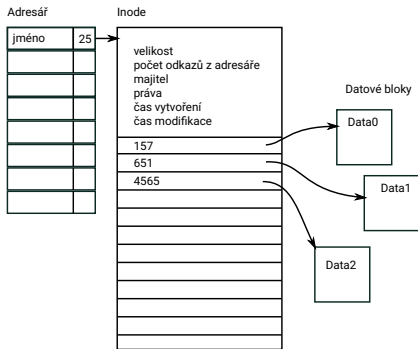 Adresář
Inode
jméno 25
velikost
počet odkazů z adresáře
majitel
práva
čas vytvoření
čas modifikace
Datové bloky
157
651
4565
Data0
Data1
Data2